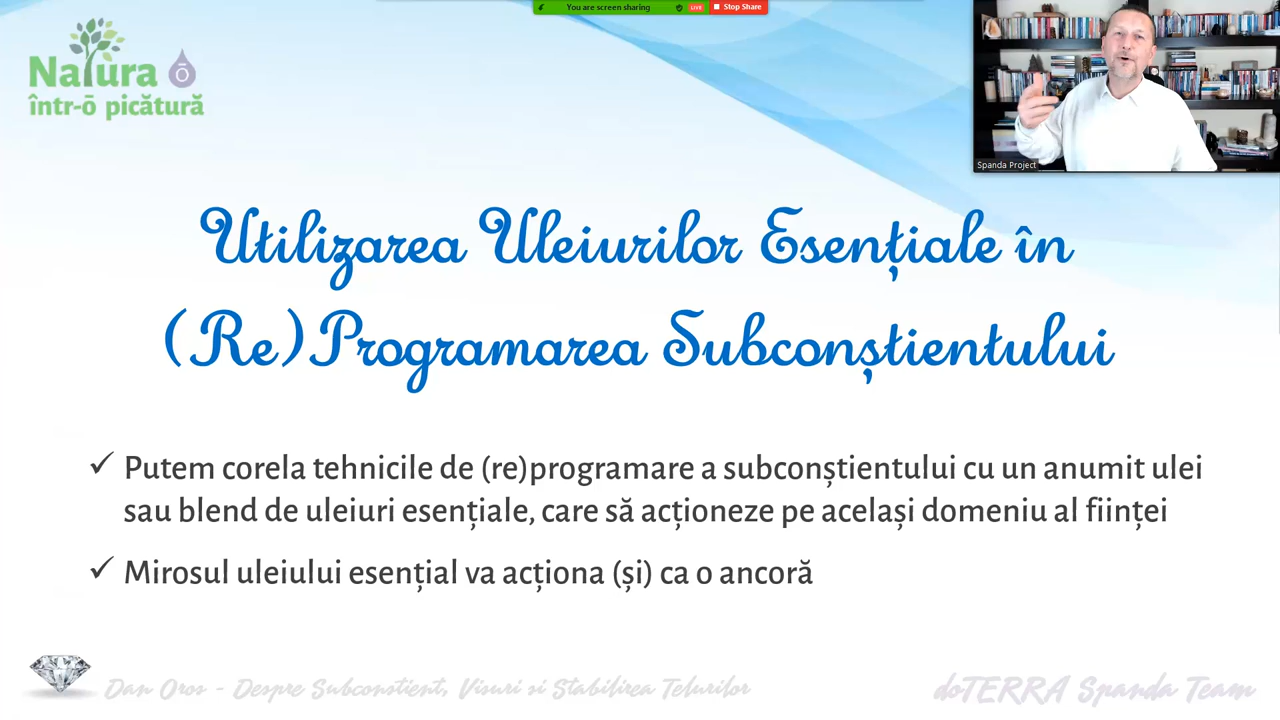 You are screen sharing
LIVE
Stop Share
Natura ō
într-ō picătură
Spanda Project
Utilizarea Uleiurilor Esențiale în
(Re)Programarea Subconștientului
✓ Putem corela tehnicile de (re)programare a subconștientului cu un anumit ulei
sau blend de uleiuri esențiale, care să acționeze pe același domeniu al ființei
✓ Mirosul uleiului esențial va acționa (și) ca o ancoră
Dan Oros - Despre Subconstient, Visuri si Stabilirea Telurilor
doTERRA Spanda Team